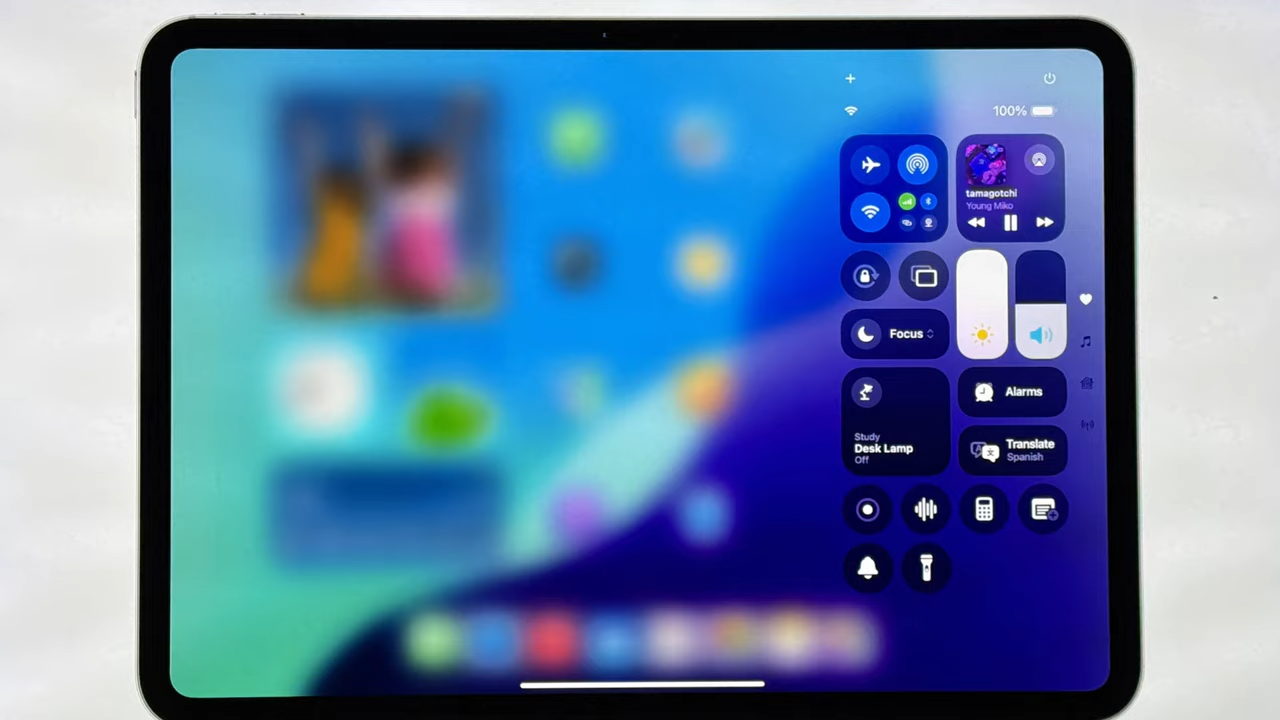 100%
tamagotchi
Young Miko
Focus
Study
Desk Lamp
Off
Alarms
Translate
Spanish